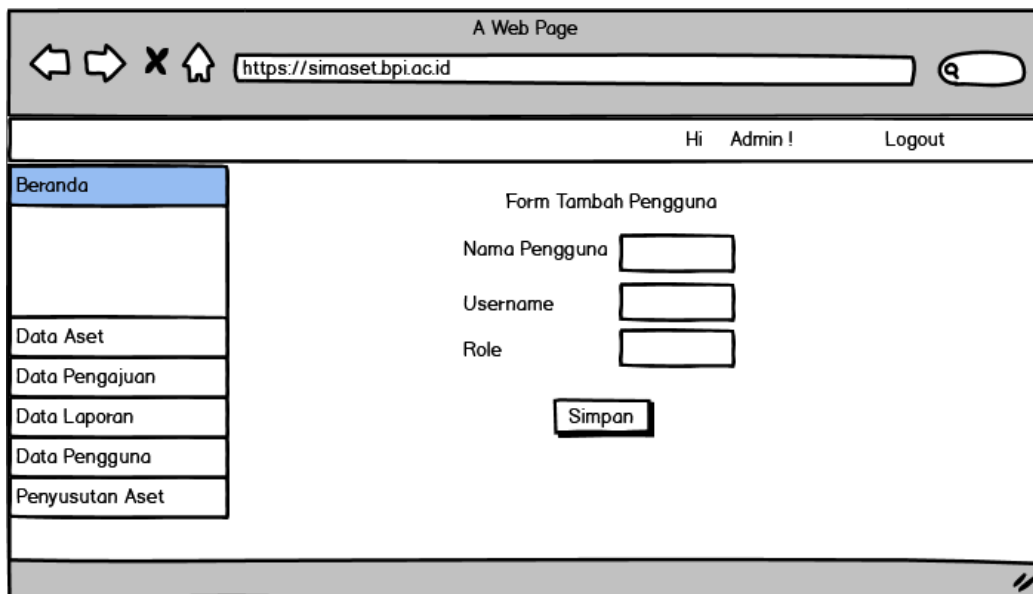 A Web Page
https://simaset.bpi.ac.id
Hi Admin ! Logout
Beranda
Data Aset
Data Pengajuan
Data Laporan
Data Pengguna
Penyusutan Aset
Form Tambah Pengguna
Nama Pengguna
Username
Role
Simpan